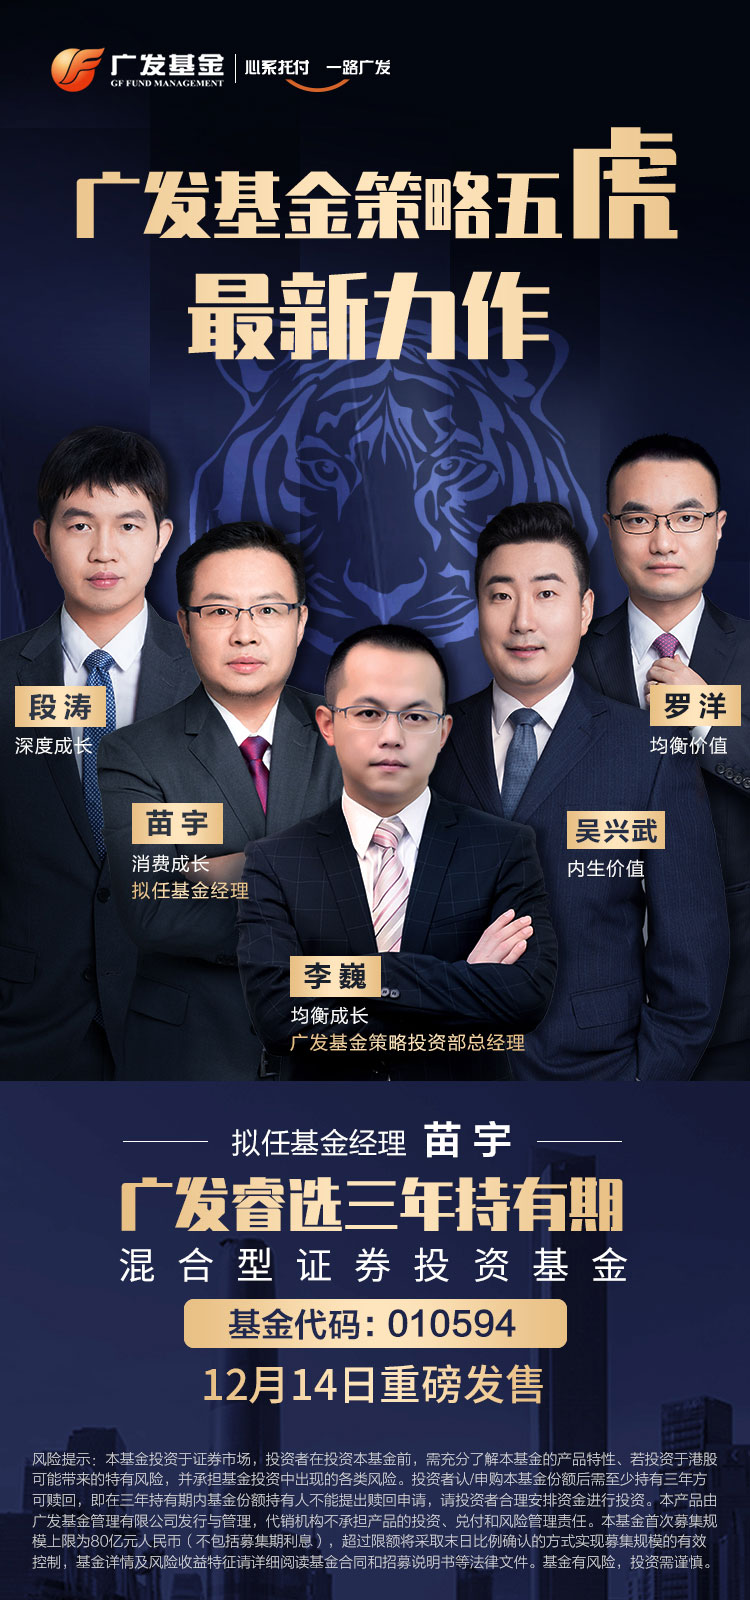 广发基金 心系托付 一路广发
GF FUND MANAGEMENT
广发基金策略五虎
最新力作
段涛
深度成长
罗洋
均衡价值
苗宇
消费成长
拟任基金经理
吴兴武
内生价值
李巍
均衡成长
广发基金策略投资部总经理
拟任基金经理 苗宇
广发睿选三年持有期
混合型证券投资基金
基金代码：010594
12月14日重磅发售
风险提示：本基金投资于证券市场，投资者在投资本基金前，需充分了解本基金的产品特性、若投资于港股
可能带来的特有风险，并承担基金投资中出现的各类风险。投资者认/申购本基金份额后需至少持有三年方
可赎回，即在三年持有期内基金份额持有人不能提出赎回申请，请投资者合理安排资金进行投资。本产品由
广发基金管理有限公司发行与管理，代销机构不承担产品的投资、兑付和风险管理责任。本基金首次募集规
模上限为80亿元人民币（不包括募集期利息），超过限额将采取末日比例确认的方式实现募集规模的有效
控制，基金详情及风险收益特征请详细阅读基金合同和招募说明书等法律文件。基金有风险，投资需谨慎。